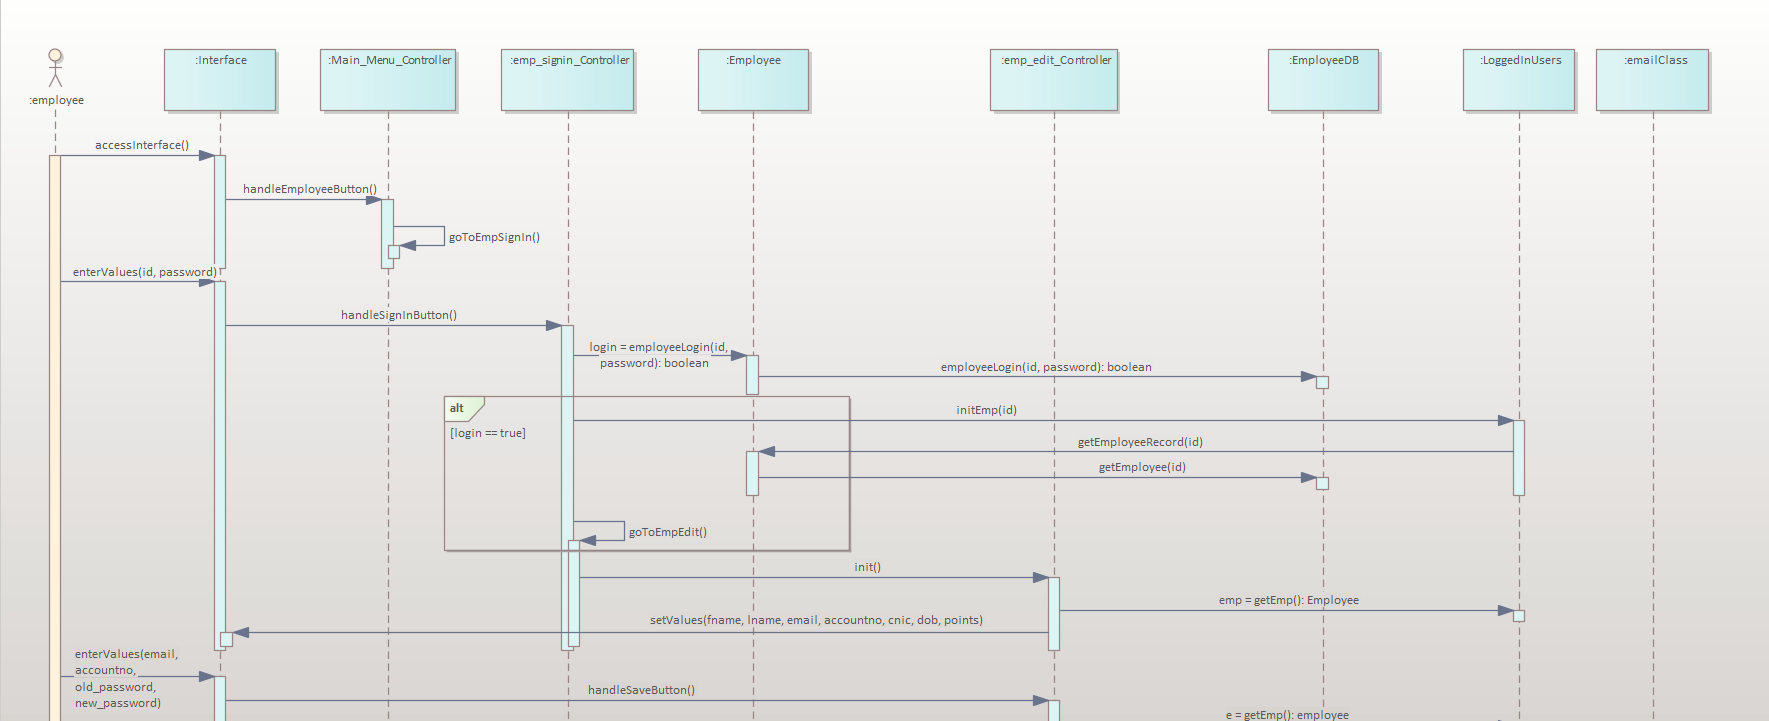 :Interface
:Main_Menu_Controller
:emp_signin_Controller
:Employee
:emp_edit_Controller
:EmployeeDB
:LoggedInUsers
:emailClass
:employee
accessInterface()
handleEmployeeButton()
goToEmpSignIn()
enterValues(id, password)
handleSignInButton()
login = employeeLogin(id,
password): boolean
employeeLogin(id, password): boolean
alt
[login == true]
initEmp(id)
getEmployeeRecord(id)
getEmployee(id)
goToEmpEdit()
init()
emp = getEmp(): Employee
setValues(fname, lname, email, accountno, cnic, dob, points)
enterValues(email,
accountno,
old_password,
new_password)
handleSaveButton()
e = getEmp(): employee